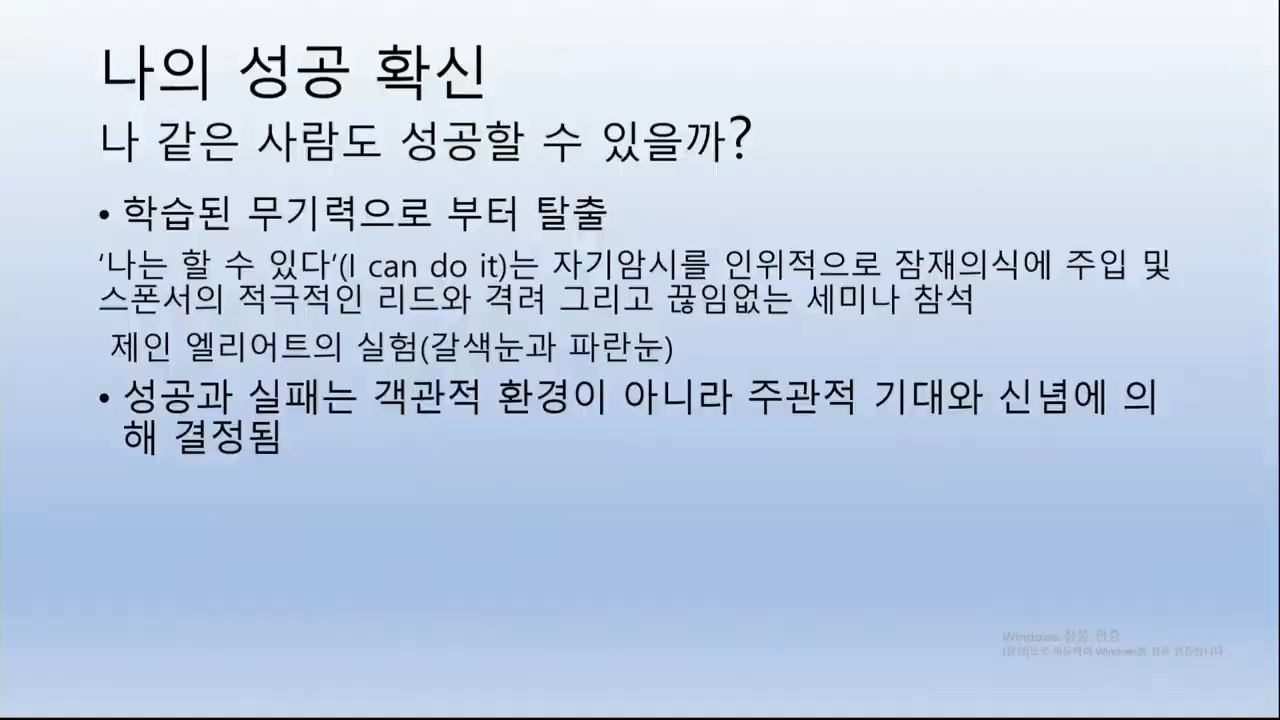 나의 성공 확신
나 같은 사람도 성공할 수 있을까?
• 학습된 무기력으로 부터 탈출
‘나는 할 수 있다‘(I can do it)는 자기암시를 인위적으로 잠재의식에 주입 및
스폰서의 적극적인 리드와 격려 그리고 끊임없는 세미나 참석
제인 엘리어트의 실험(갈색눈과 파란눈)
• 성공과 실패는 객관적 환경이 아니라 주관적 기대와 신념에 의
해 결정됨
Windows 정품 인증